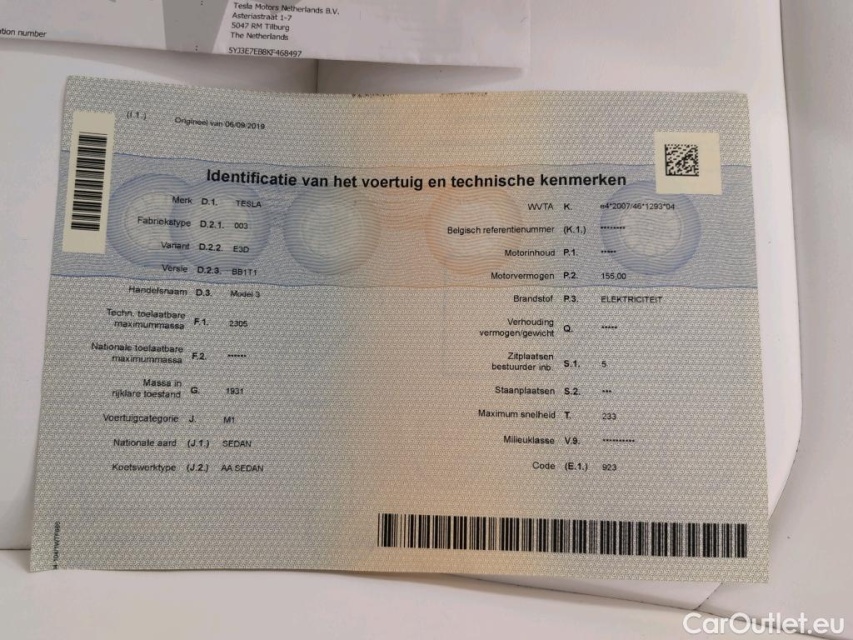 Tesla Motors Netherlands B.V.
Asteriastraat 1-7
5047 RM Tilburg
The Netherlands
ation number
5YJ3E7EB8KF468497
(I.1.) Origineel van 06/09/2019
Identificatie van het voertuig en technische kenmerken
Merk D.1. TESLA
Fabriekstype D.2.1. 003
Variant D.2.2. E3D
Versie D.2.3. BB1T1
Handelsnaam D.3. Model 3
Techn. toelaatbare
maximummassa F.1. 2305
Nationale toelaatbare
maximummassa F.2. ******
Massa in
rijklare toestand G. 1931
Voertuigcategorie J. M1
Nationale aard (J.1.) SEDAN
Koetswerktype (J.2.) AA SEDAN
WVTA K. e4*2007/46*1293*04
Belgisch referentienummer (K.1.) ********
Motorinhoud P.1. *****
Motorvermogen P.2. 155,00
Brandstof P.3. ELEKTRICITEIT
Verhouding
vermogen/gewicht Q. *****
Zitplaatsen
bestuurder inb. S.1. 5
Staanplaatsen S.2. ***
Maximum snelheid T. 233
Milieuklasse V.9. **********
Code (E.1.) 923
CarOutlet.eu